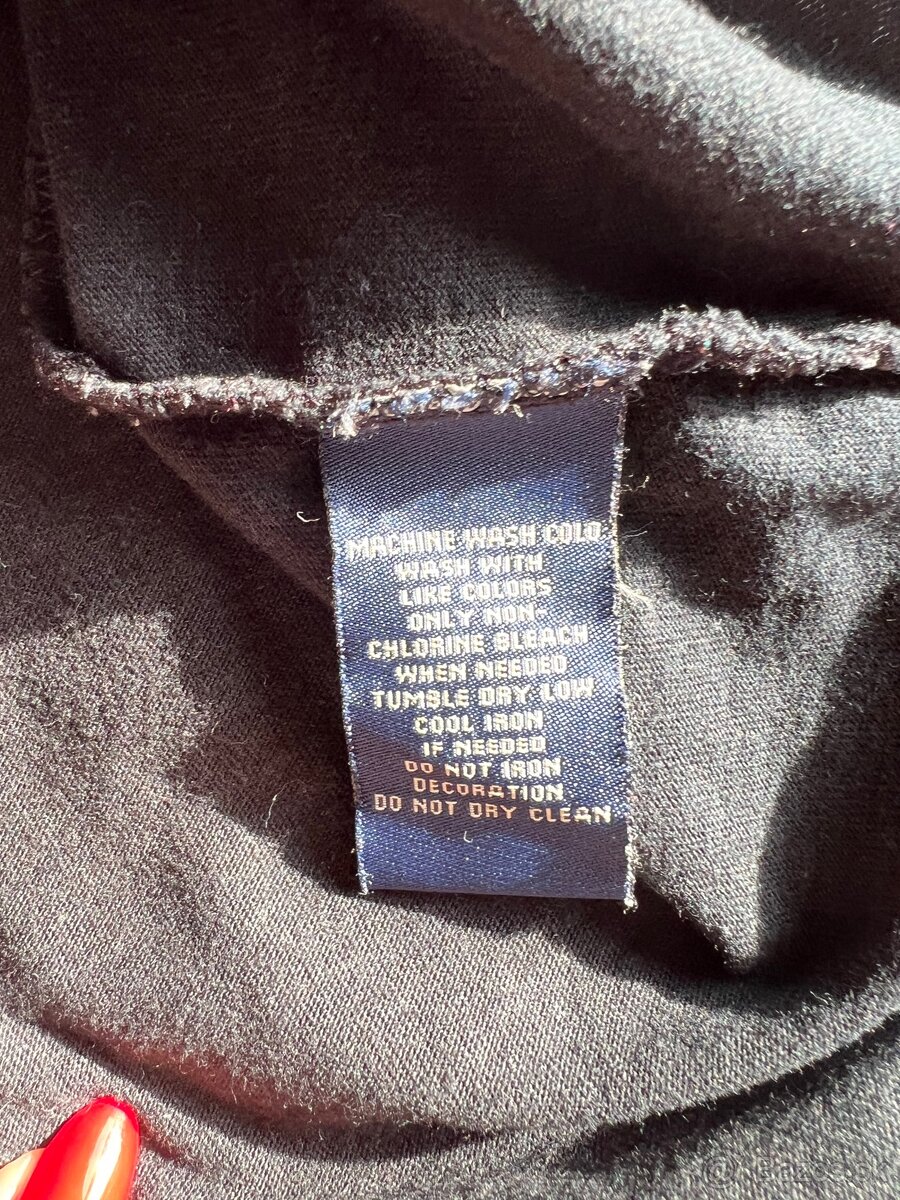 MACHINE WASH COLD
WASH WITH
LIKE COLORS
ONLY NON-
CHLORINE BLEACH
WHEN NEEDED
TUMBLE DRY LOW
COOL IRON
IF NEEDED
DO NOT IRON
DECORATION
DO NOT DRY CLEAN